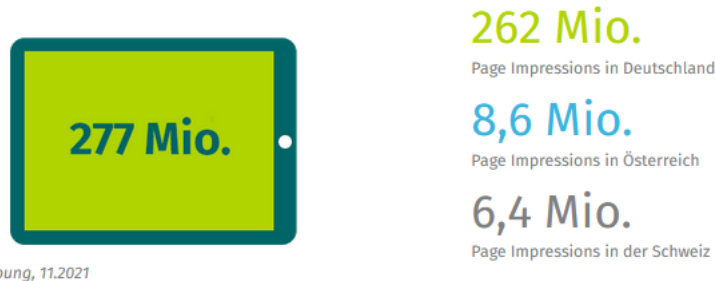 277 Mio.
262 Mio.
Page Impressions in Deutschland
8,6 Mio.
Page Impressions in Österreich
6,4 Mio.
Page Impressions in der Schweiz
11.2021